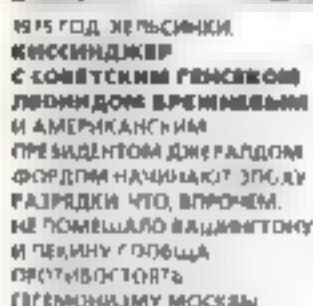 1975 ГОД ХЕЛЬСИНКИ.
КИССИНДЖЕР
С СОВЕТСКИМ ГЕНСЕКОМ
ЛЕОНИДОМ БРЕЖНЕВЫМ
И АМЕРИКАНСКИМ
ПРЕЗИДЕНТОМ ДЖЕРАЛДОМ
ФОРДОМ НАЧИНАЮТ ЭПОХУ
РАЗРЯДКИ ЧТО, ВПРОЧЕМ,
НЕ ПОМЕШАЛО ВАШИНГТОНУ
И ПЕКИНУ СООБЩА
ПРОТИВОСТОЯТЬ
ГЕГЕМОНИЗМУ МОСКВЫ